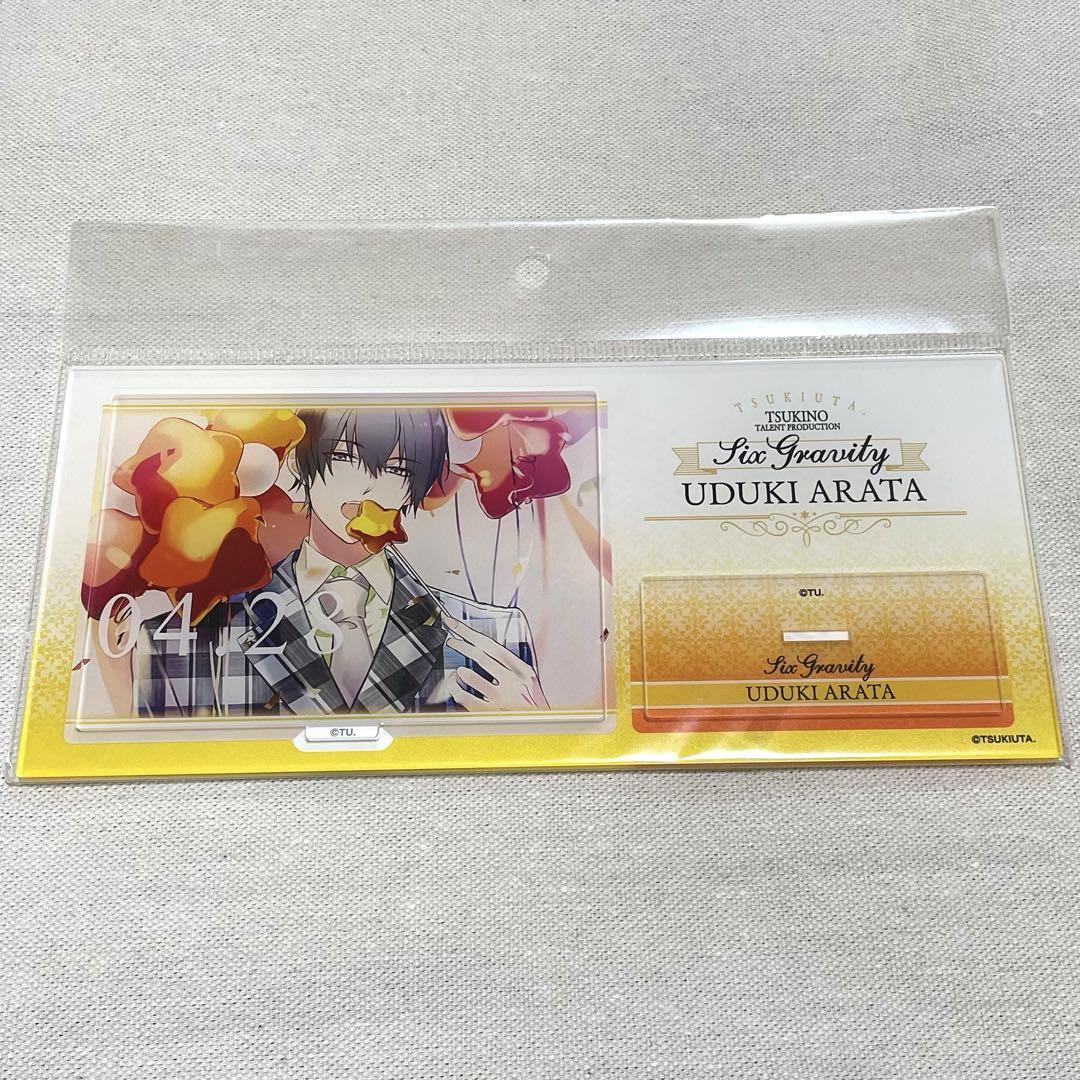 04.28
©TU.
TSUKIUTA.
TSUKINO
TALENT PRODUCTION
Six Gravity
UDUKI ARATA
©TU.
Six Gravity
UDUKI ARATA
©TSUKIUTA.